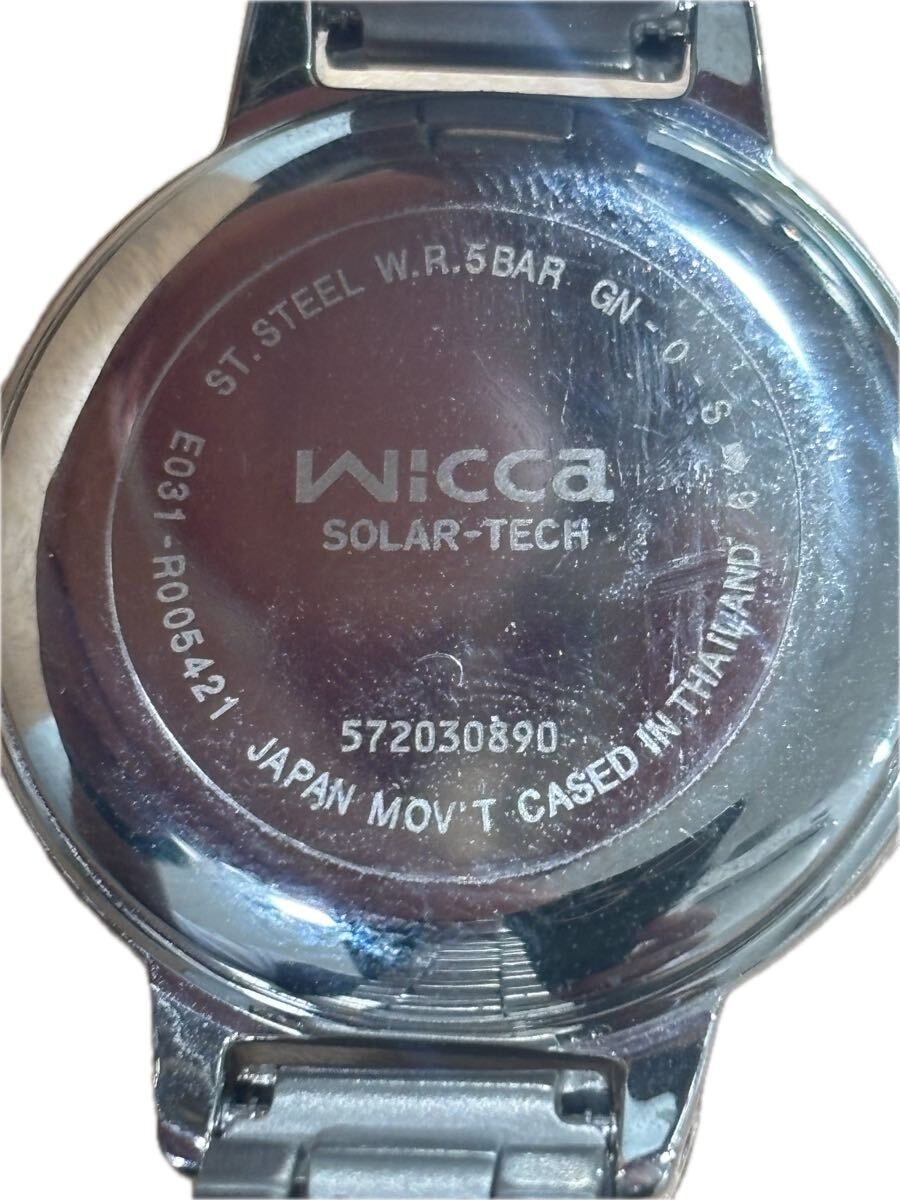 ST. STEEL W.R.5BAR GN - 0 - S
wicca
SOLAR-TECH
572030890
E031-R005421 JAPAN MOV'T CASED IN THAILAND